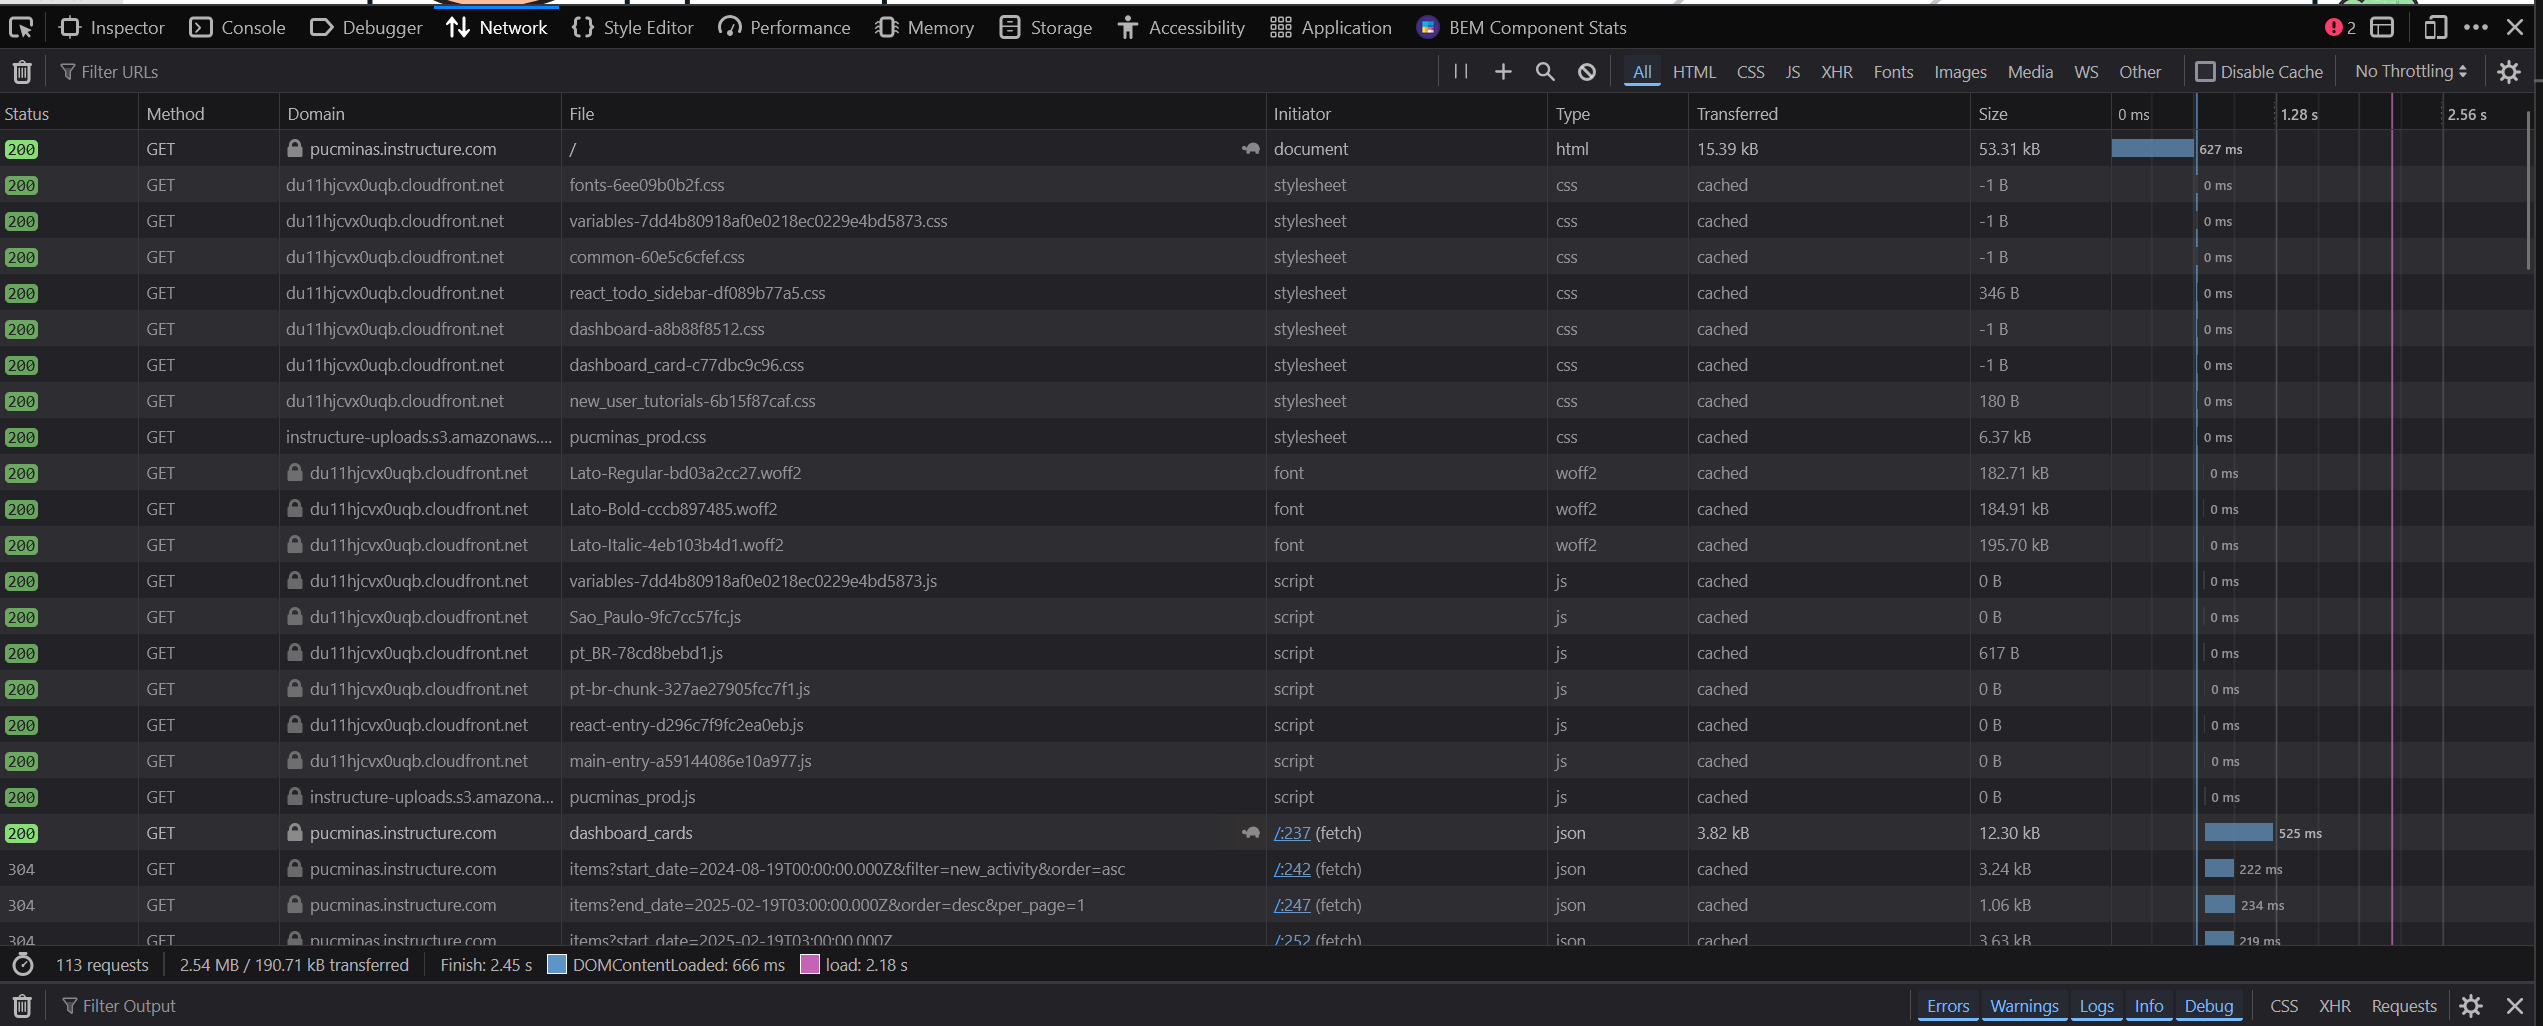 Inspector Console Debugger Network Style Editor Performance Memory Storage Accessibility Application BEM Component Stats 2
Filter URLs All HTML CSS JS XHR Fonts Images Media WS Other Disable Cache No Throttling
Status Method Domain File Initiator Type Transferred Size 0 ms 1.28 s 2.56 s
200 GET pucminas.instructure.com / document html 15.39 kB 53.31 kB 627 ms
200 GET du11hjcvx0uqb.cloudfront.net fonts-6ee09b0b2f.css stylesheet css cached -1 B 0 ms
200 GET du11hjcvx0uqb.cloudfront.net variables-7dd4b80918af0e0218ec0229e4bd5873.css stylesheet css cached -1 B 0 ms
200 GET du11hjcvx0uqb.cloudfront.net common-60e5c6cfef.css stylesheet css cached -1 B 0 ms
200 GET du11hjcvx0uqb.cloudfront.net react_todo_sidebar-df089b77a5.css stylesheet css cached 346 B 0 ms
200 GET du11hjcvx0uqb.cloudfront.net dashboard-a8b88f8512.css stylesheet css cached -1 B 0 ms
200 GET du11hjcvx0uqb.cloudfront.net dashboard_card-c77dbc9c96.css stylesheet css cached -1 B 0 ms
200 GET du11hjcvx0uqb.cloudfront.net new_user_tutorials-6b15f87caf.css stylesheet css cached 180 B 0 ms
200 GET instructure-uploads.s3.amazonaws.... pucminas_prod.css stylesheet css cached 6.37 kB 0 ms
200 GET du11hjcvx0uqb.cloudfront.net Lato-Regular-bd03a2cc27.woff2 font woff2 cached 182.71 kB 0 ms
200 GET du11hjcvx0uqb.cloudfront.net Lato-Bold-cccb897485.woff2 font woff2 cached 184.91 kB 0 ms
200 GET du11hjcvx0uqb.cloudfront.net Lato-Italic-4eb103b4d1.woff2 font woff2 cached 195.70 kB 0 ms
200 GET du11hjcvx0uqb.cloudfront.net variables-7dd4b80918af0e0218ec0229e4bd5873.js script js cached 0 B 0 ms
200 GET du11hjcvx0uqb.cloudfront.net Sao_Paulo-9fc7cc57fc.js script js cached 0 B 0 ms
200 GET du11hjcvx0uqb.cloudfront.net pt_BR-78cd8bebd1.js script js cached 617 B 0 ms
200 GET du11hjcvx0uqb.cloudfront.net pt-br-chunk-327ae27905fcc7f1.js script js cached 0 B 0 ms
200 GET du11hjcvx0uqb.cloudfront.net react-entry-d296c7f9fc2ea0eb.js script js cached 0 B 0 ms
200 GET du11hjcvx0uqb.cloudfront.net main-entry-a59144086e10a977.js script js cached 0 B 0 ms
200 GET instructure-uploads.s3.amazona... pucminas_prod.js script js cached 0 B 0 ms
200 GET pucminas.instructure.com dashboard_cards /:237 (fetch) json 3.82 kB 12.30 kB 525 ms
304 GET pucminas.instructure.com items?start_date=2024-08-19T00:00:00.000Z&filter=new_activity&order=asc /:242 (fetch) json cached 3.24 kB 222 ms
304 GET pucminas.instructure.com items?end_date=2025-02-19T03:00:00.000Z&order=desc&per_page=1 /:247 (fetch) json cached 1.06 kB 234 ms
304 GET pucminas.instructure.com items?start_date=2025-02-19T03:00:00.000Z /:252 (fetch) json cached 3.63 kB 219 ms
113 requests 2.54 MB / 190.71 kB transferred Finish: 2.45 s DOMContentLoaded: 666 ms load: 2.18 s
Filter Output Errors Warnings Logs Info Debug CSS XHR Requests